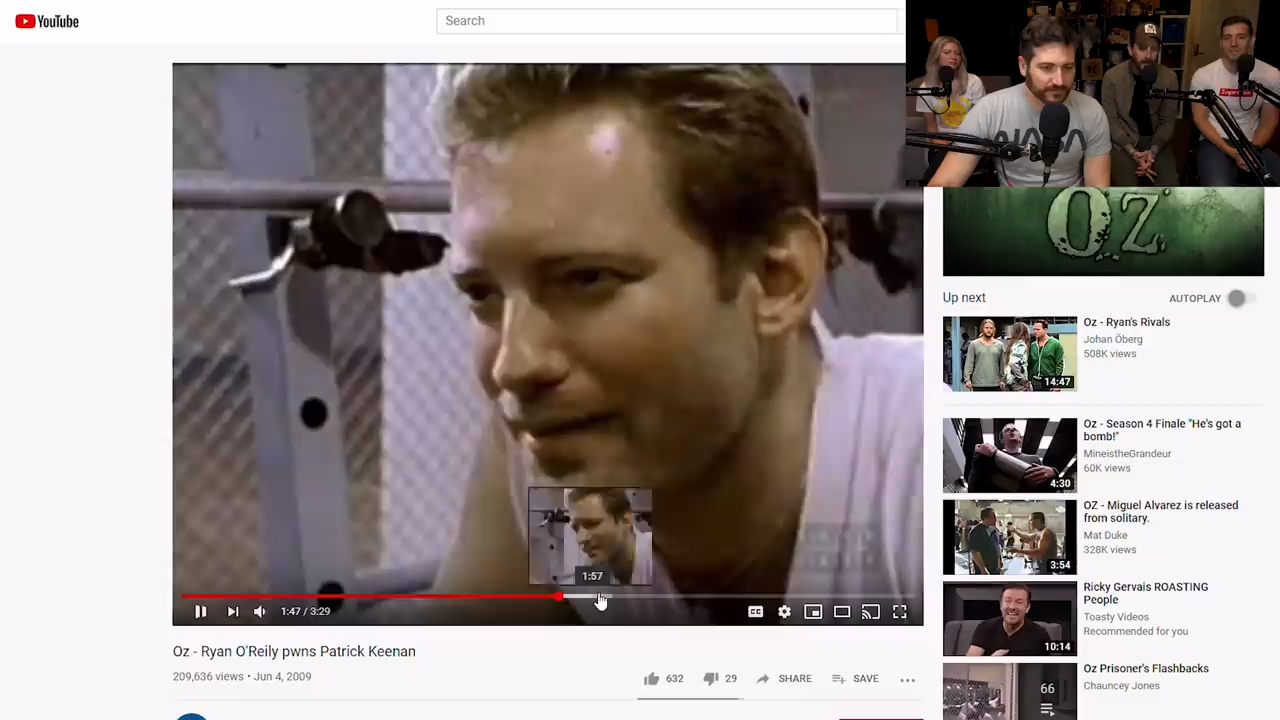 YouTube
Search
NASA
Supreme
OZ
Up next
AUTOPLAY
Oz - Ryan's Rivals
Johan Öberg
508K views
14:47
Oz - Season 4 Finale "He's got a
bomb!"
MineistheGrandeur
60K views
4:30
OZ - Miguel Alvarez is released
from solitary.
Mat Duke
328K views
3:54
Ricky Gervais ROASTING
People
Toasty Videos
Recommended for you
10:14
Oz Prisoner's Flashbacks
Chauncey Jones
66
1:57
1:47 / 3:29
CC
Oz - Ryan O'Reily pwns Patrick Keenan
209,636 views • Jun 4, 2009
632
29
SHARE
SAVE